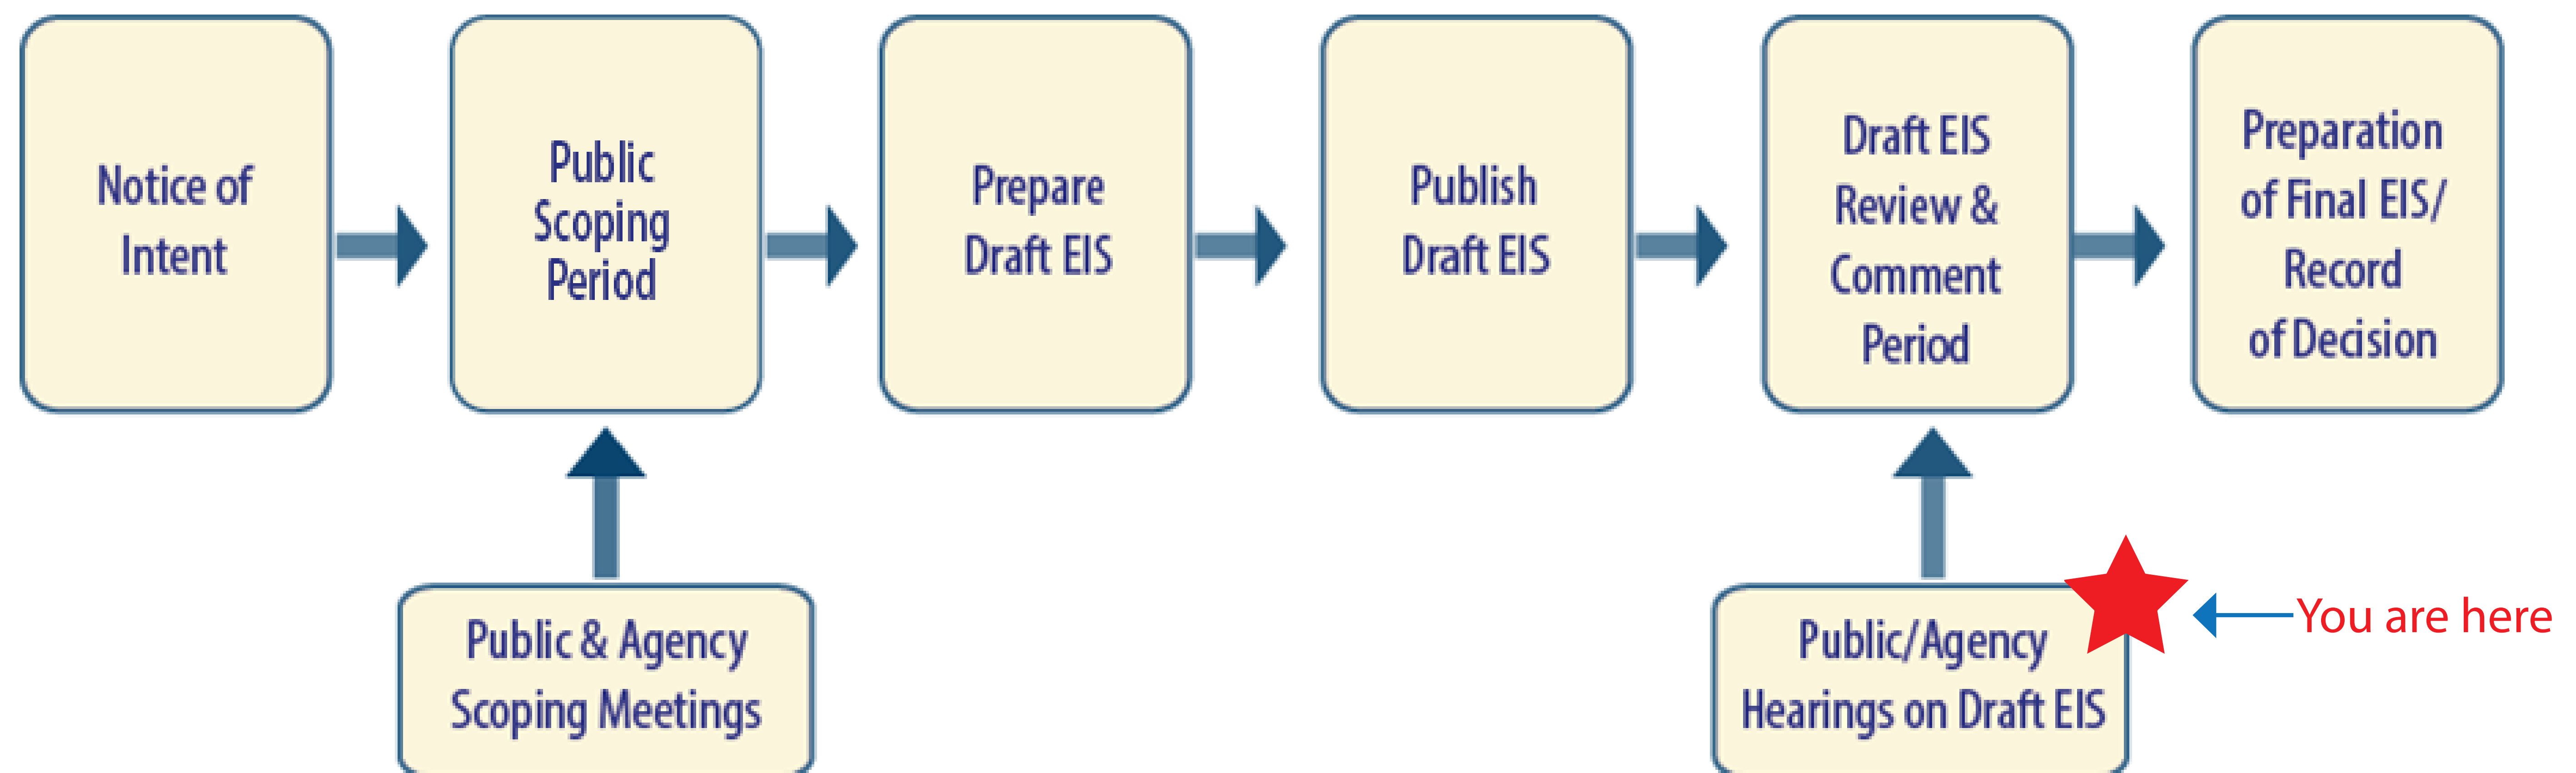 Notice of
Intent
Public
Scoping
Period
Prepare
Draft EIS
Publish
Draft EIS
Draft EIS
Review &
Comment
Period
Preparation
of Final EIS/
Record
of Decision
Public & Agency
Scoping Meetings
Public/Agency
Hearings on Draft EIS
You are here